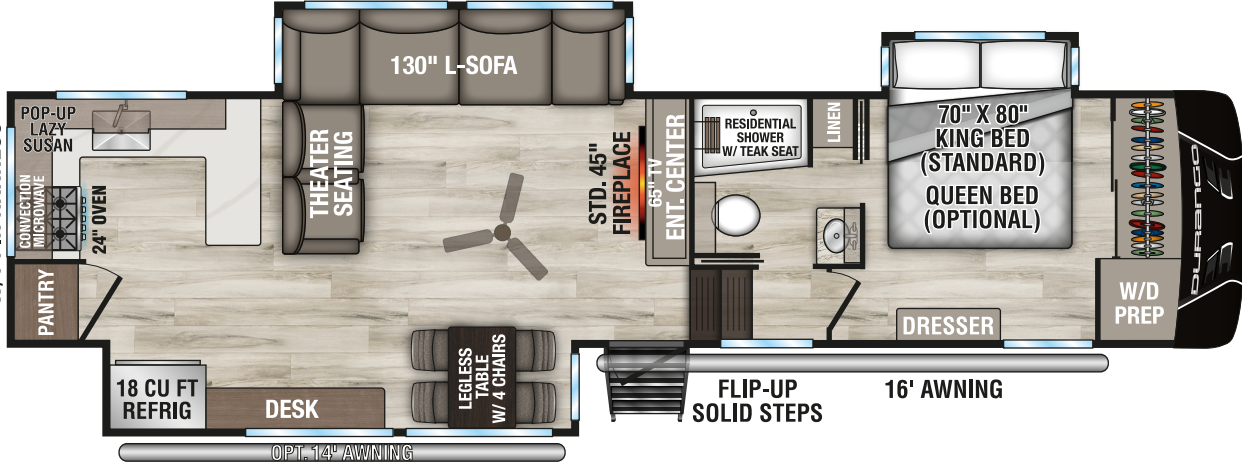 130" L-SOFA
POP-UP
LAZY
SUSAN
THEATER
SEATING
CONVECTION
MICROWAVE
24" OVEN
PANTRY
18 CU FT
REFRIG
DESK
LEGLESS
TABLE
W/ 4 CHAIRS
OPT. 14' AWNING
STD. 45"
FIREPLACE
65" TV
ENT. CENTER
RESIDENTIAL
SHOWER
W/ TEAK SEAT
LINEN
70" X 80"
KING BED
(STANDARD)
QUEEN BED
(OPTIONAL)
DRESSER
W/D
PREP
DURANGO
FLIP-UP
SOLID STEPS
16' AWNING